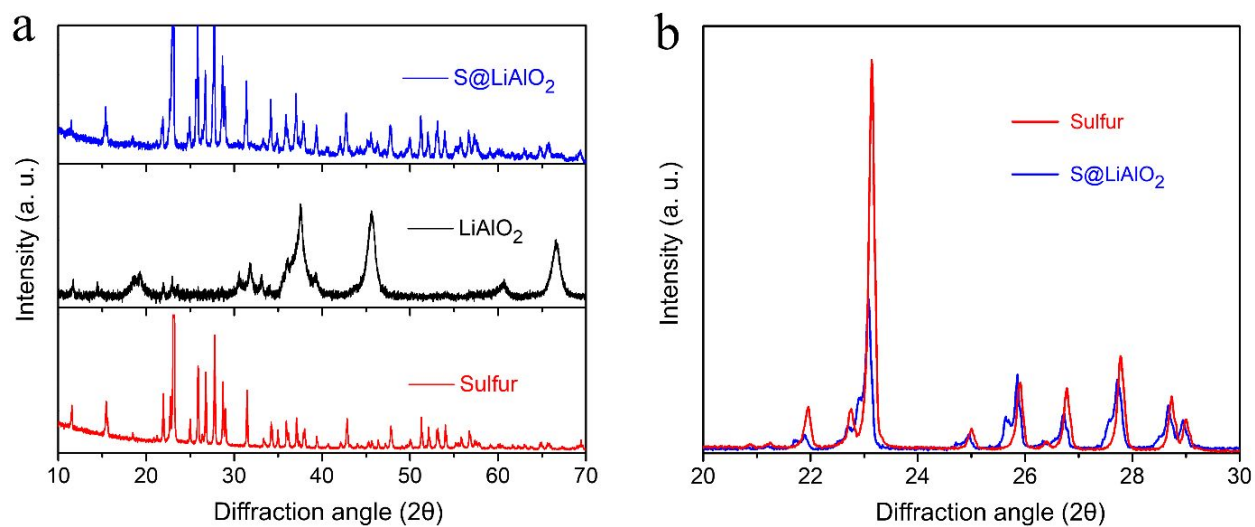 a
S@LiAlO₂
LiAlO₂
Sulfur
Intensity (a. u.)
10 20 30 40 50 60 70
Diffraction angle (2θ)
b
Sulfur
S@LiAlO₂
Intensity (a. u.)
20 22 24 26 28 30
Diffraction angle (2θ)